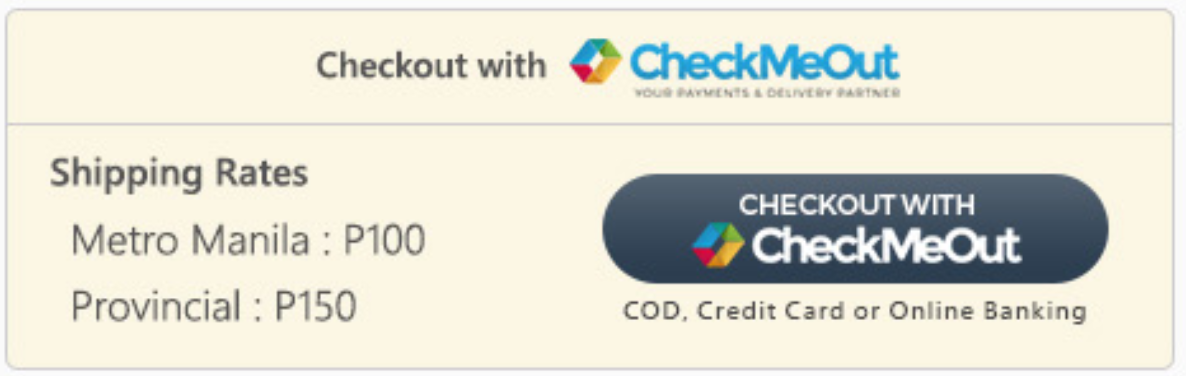 Checkout with CheckMeOut
YOUR PAYMENTS & DELIVERY PARTNER
Shipping Rates
Metro Manila : P100
Provincial : P150
CHECKOUT WITH
CheckMeOut
COD, Credit Card or Online Banking